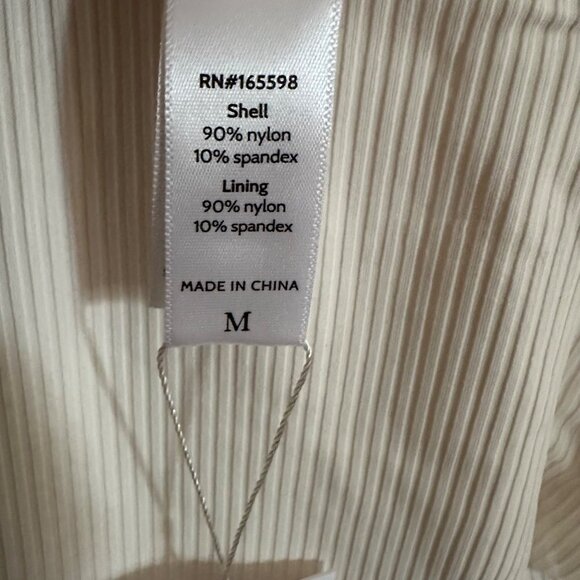 RN#165598
Shell
90% nylon
10% spandex
Lining
90% nylon
10% spandex
MADE IN CHINA
M